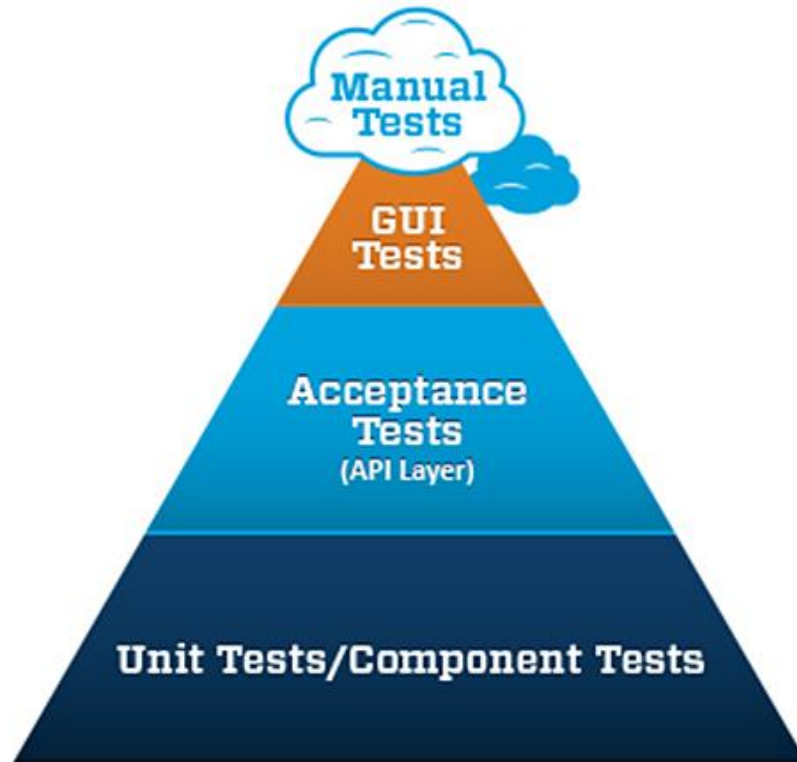 Manual
Tests
GUI
Tests
Acceptance
Tests
(API Layer)
Unit Tests/Component Tests